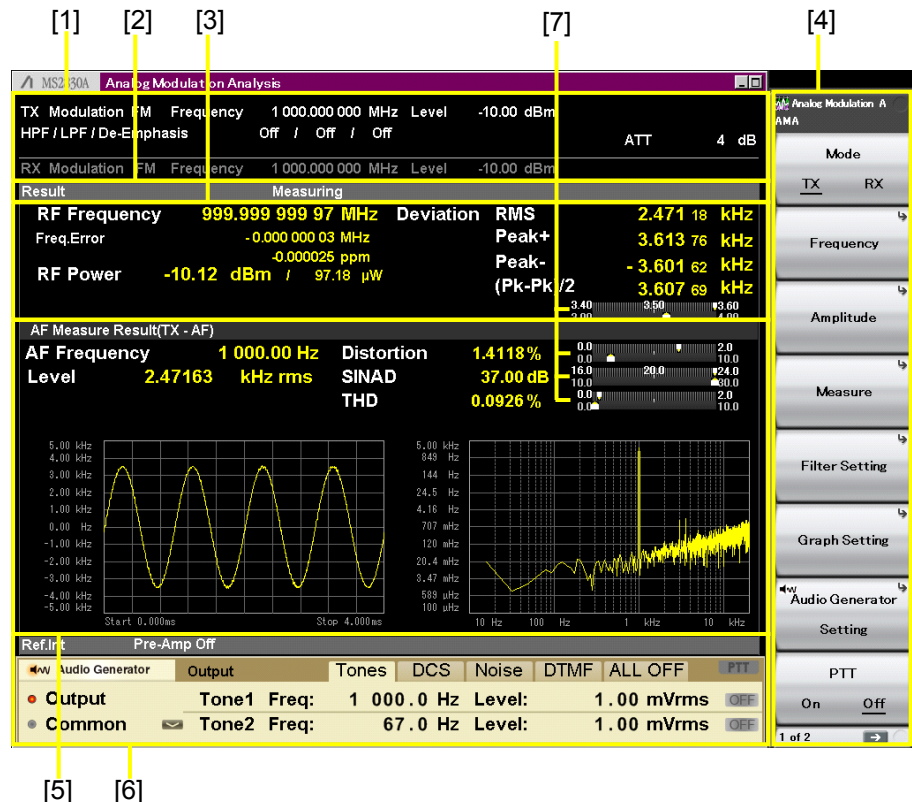 [1] [2] [3] [7] [4]
MS2830A Analog Modulation Analysis
TX Modulation FM Frequency 1 000.000 000 MHz Level -10.00 dBm
HPF / LPF / De-Emphasis Off / Off / Off
ATT 4 dB
RX Modulation FM Frequency 1 000.000 000 MHz Level -10.00 dBm
Result Measuring
RF Frequency 999.999 999 97 MHz Deviation RMS 2.471 18 kHz
Freq.Error -0.000 000 03 MHz Peak+ 3.613 76 kHz
-0.000025 ppm Peak- -3.601 62 kHz
RF Power -10.12 dBm / 97.18 μW
(Pk-Pk)/2 3.607 69 kHz
3.40 3.50 3.60
3.00 4.00
AF Measure Result(TX - AF)
AF Frequency 1 000.00 Hz Distortion 1.4118 % 0.0 2.0
0.0 10.0
Level 2.47163 kHz rms SINAD 37.00 dB 16.0 20.0 24.0
10.0 30.0
THD 0.0926 % 0.0 2.0
0.0 10.0
5.00 kHz
4.00 kHz
3.00 kHz
2.00 kHz
1.00 kHz
0.00 Hz
-1.00 kHz
-2.00 kHz
-3.00 kHz
-4.00 kHz
-5.00 kHz
Start 0.000ms Stop 4.000ms
5.00 kHz
849 Hz
144 Hz
24.5 Hz
4.16 Hz
707 mHz
120 mHz
20.4 mHz
3.47 mHz
589 μHz
100 μHz
10 Hz 100 Hz 1 kHz 10 kHz
Ref.Int Pre-Amp Off
Audio Generator Output Tones DCS Noise DTMF ALL OFF PTT
Output Tone1 Freq: 1 000.0 Hz Level: 1.00 mVrms OFF
Common Tone2 Freq: 67.0 Hz Level: 1.00 mVrms OFF
Analog Modulation A
AMA
Mode
TX RX
Frequency
Amplitude
Measure
Filter Setting
Graph Setting
Audio Generator
Setting
PTT
On Off
1 of 2
[5] [6]